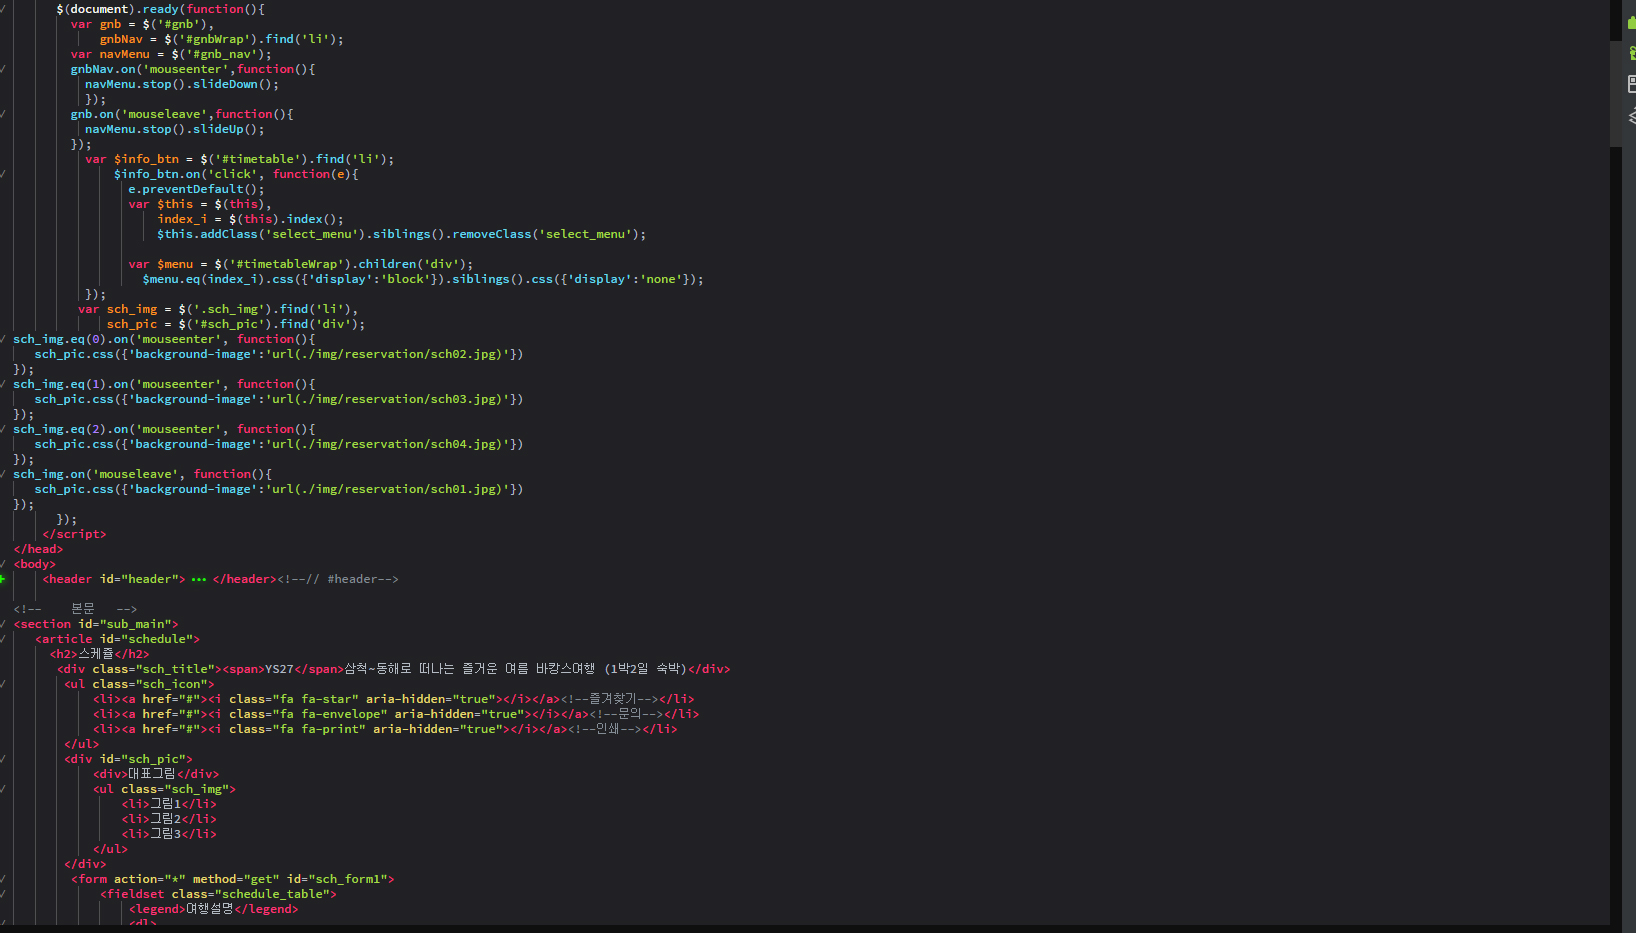 $(document).ready(function(){
var gnb = $('#gnb'),
gnbNav = $('#gnbWrap').find('li');
var navMenu = $('#gnb_nav');
gnbNav.on('mouseenter',function(){
navMenu.stop().slideDown();
});
gnb.on('mouseleave',function(){
navMenu.stop().slideUp();
});
var $info_btn = $('#timetable').find('li');
$info_btn.on('click', function(e){
e.preventDefault();
var $this = $(this),
index_i = $(this).index();
$this.addClass('select_menu').siblings().removeClass('select_menu');
var $menu = $('#timetableWrap').children('div');
$menu.eq(index_i).css({'display':'block'}).siblings().css({'display':'none'});
});
var sch_img = $('.sch_img').find('li'),
sch_pic = $('#sch_pic').find('div');
sch_img.eq(0).on('mouseenter', function(){
sch_pic.css({'background-image':'url(./img/reservation/sch02.jpg)'})
});
sch_img.eq(1).on('mouseenter', function(){
sch_pic.css({'background-image':'url(./img/reservation/sch03.jpg)'})
});
sch_img.eq(2).on('mouseenter', function(){
sch_pic.css({'background-image':'url(./img/reservation/sch04.jpg)'})
});
sch_img.on('mouseleave', function(){
sch_pic.css({'background-image':'url(./img/reservation/sch01.jpg)'})
});
});
</script>
</head>
<body>
<header id="header"> ••• </header><!--// #header-->
<!-- 본문 -->
<section id="sub_main">
<article id="schedule">
<h2>스케쥴</h2>
<div class="sch_title"><span>YS27</span>삼척~동해로 떠나는 즐거운 여름 바캉스여행 (1박2일 숙박)</div>
<ul class="sch_icon">
<li><a href="#"><i class="fa fa-star" aria-hidden="true"></i></a><!--즐겨찾기--></li>
<li><a href="#"><i class="fa fa-envelope" aria-hidden="true"></i></a><!--문의--></li>
<li><a href="#"><i class="fa fa-print" aria-hidden="true"></i></a><!--인쇄--></li>
</ul>
<div id="sch_pic">
<div>대표그림</div>
<ul class="sch_img">
<li>그림1</li>
<li>그림2</li>
<li>그림3</li>
</ul>
</div>
<form action="*" method="get" id="sch_form1">
<fieldset class="schedule_table">
<legend>여행설명</legend>
<dl>